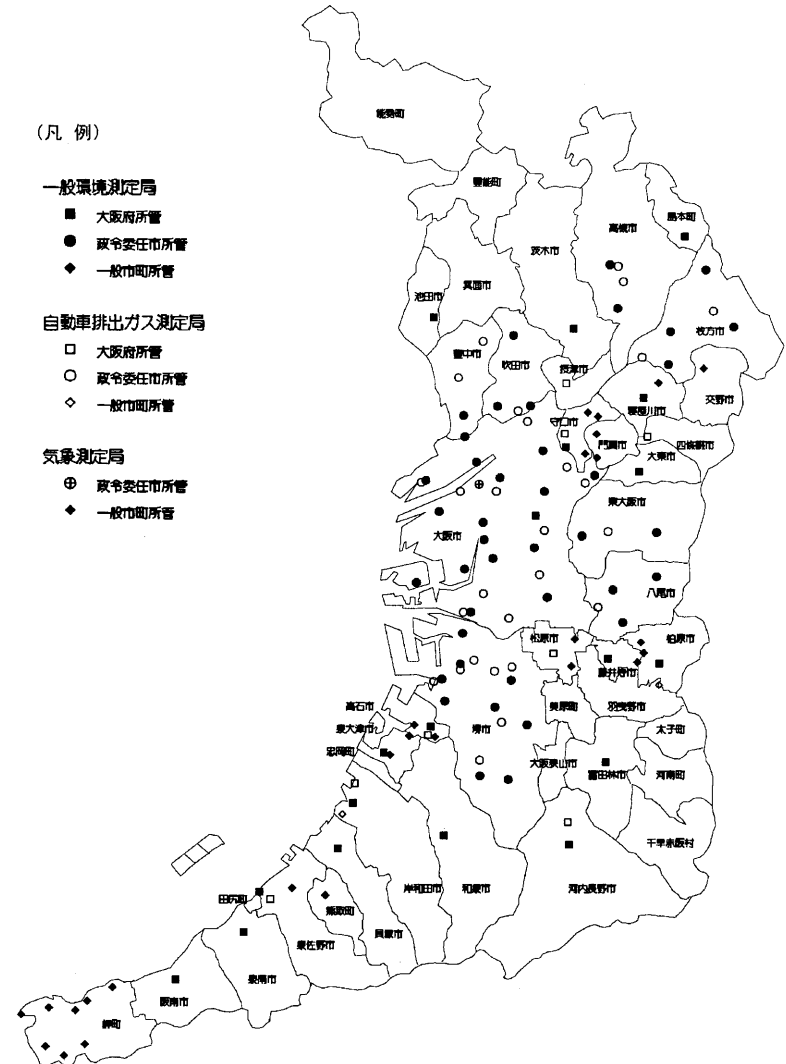 (凡 例)
一般環境測定局
■ 大阪府所管
● 政令委任市所管
◆ 一般市町所管
自動車排出ガス測定局
□ 大阪府所管
○ 政令委任市所管
◇ 一般市町所管
気象測定局
⊕ 政令委任市所管
◆ 一般市町所管
能勢町
豊能町
島本町
高槻市
茨木市
箕面市
池田市
枚方市
豊中市
吹田市
摂津市
交野市
寝屋川市
守口市
門真市
四條畷市
大東市
東大阪市
大阪市
八尾市
松原市
柏原市
藤井寺市
高石市
美原町
羽曳野市
泉大津市
堺市
太子町
忠岡町
大阪狭山市
富田林市
河南町
千早赤阪村
岸和田市
和泉市
河内長野市
田尻町
熊取町
貝塚市
泉佐野市
泉南市
阪南市
岬町